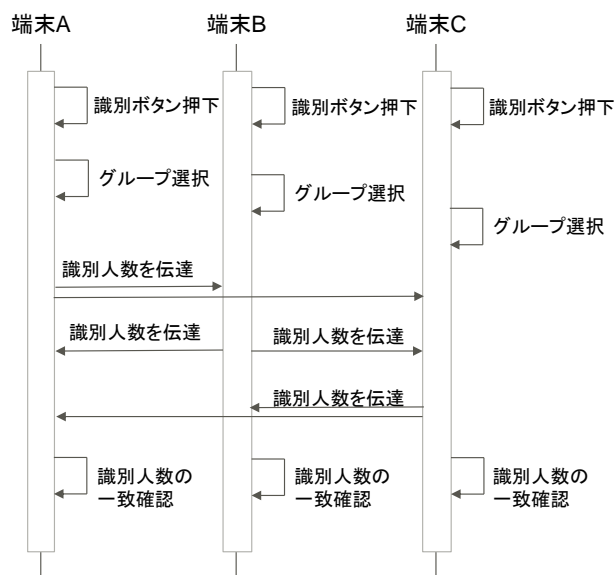 端末A
端末B
端末C
識別ボタン押下
識別ボタン押下
識別ボタン押下
グループ選択
グループ選択
グループ選択
識別人数を伝達
識別人数を伝達
識別人数を伝達
識別人数を伝達
識別人数の
一致確認
識別人数の
一致確認
識別人数の
一致確認